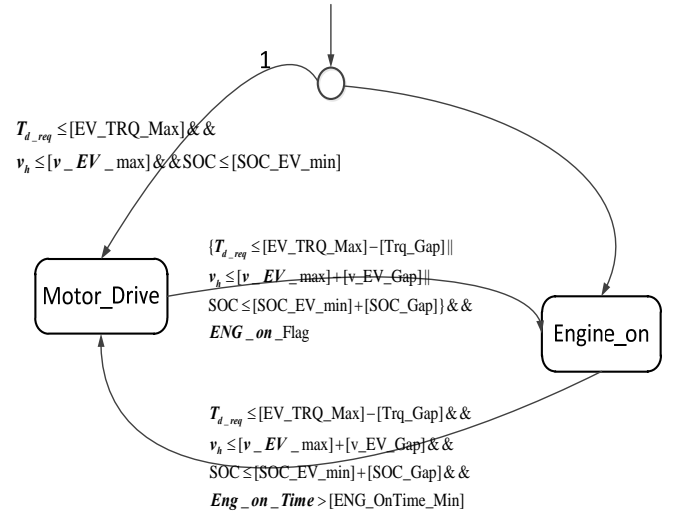 1
T_d_req ≤[EV_TRQ_Max]&&
v_h ≤[v_EV_max]&&SOC≤[SOC_EV_min]
{T_d_req ≤[EV_TRQ_Max]−[Trq_Gap]||
v_h ≤[v_EV_max]+[v_EV_Gap]||
SOC≤[SOC_EV_min]+[SOC_Gap]}&&
ENG_on_Flag
Motor_Drive
Engine_on
T_d_req ≤[EV_TRQ_Max]−[Trq_Gap]&&
v_h ≤[v_EV_max]+[v_EV_Gap]&&
SOC≤[SOC_EV_min]+[SOC_Gap]&&
Eng_on_Time>[ENG_OnTime_Min]